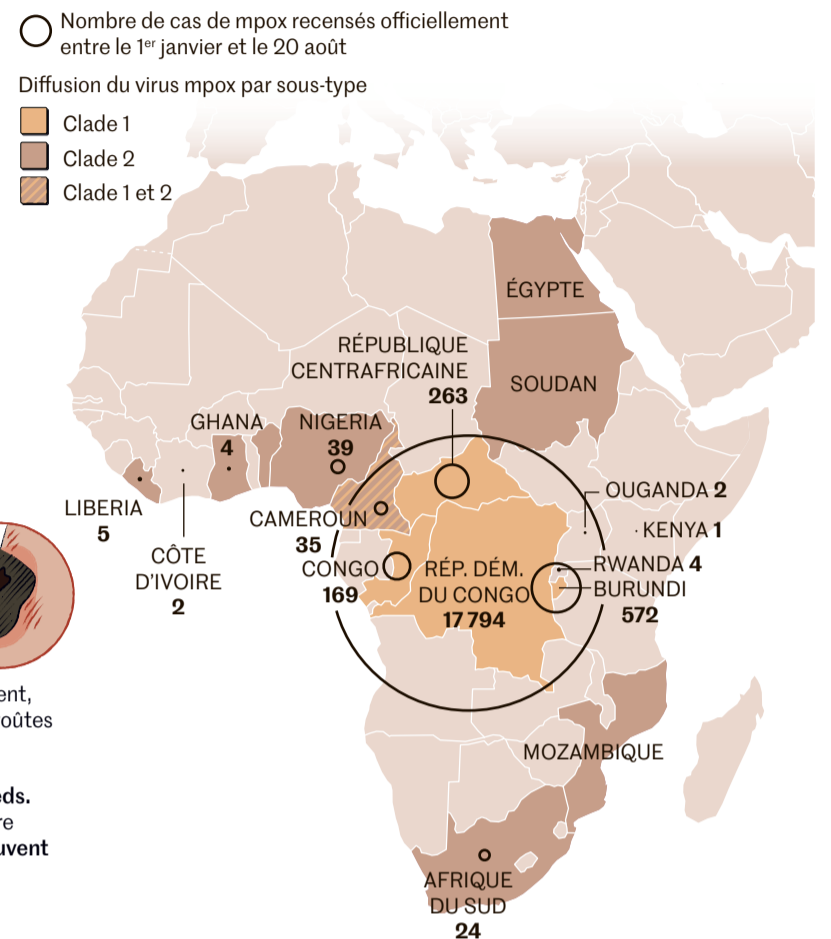 Nombre de cas de mpox recensés officiellement
entre le 1er janvier et le 20 août
Diffusion du virus mpox par sous-type
Clade 1
Clade 2
Clade 1 et 2
ÉGYPTE
RÉPUBLIQUE
CENTRAFRICAINE
263
SOUDAN
GHANA
4
NIGERIA
39
LIBERIA
5
CÔTE
D'IVOIRE
2
CAMEROUN
35
CONGO
169
RÉP. DÉM.
DU CONGO
17 794
OUGANDA 2
KENYA 1
RWANDA 4
BURUNDI
572
MOZAMBIQUE
AFRIQUE
DU SUD
24
ent,
oûtes
eds.
re
uvent